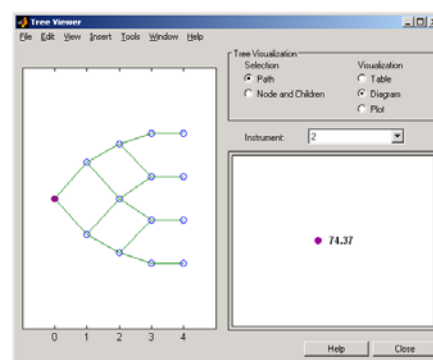 Tree Viewer
File Edit View Insert Tools Window Help
Tree Visualization
Selection
Visualization
Path
Table
Node and Children
Diagram
Plot
Instrument:
2
74.37
0 1 2 3 4
Help
Close